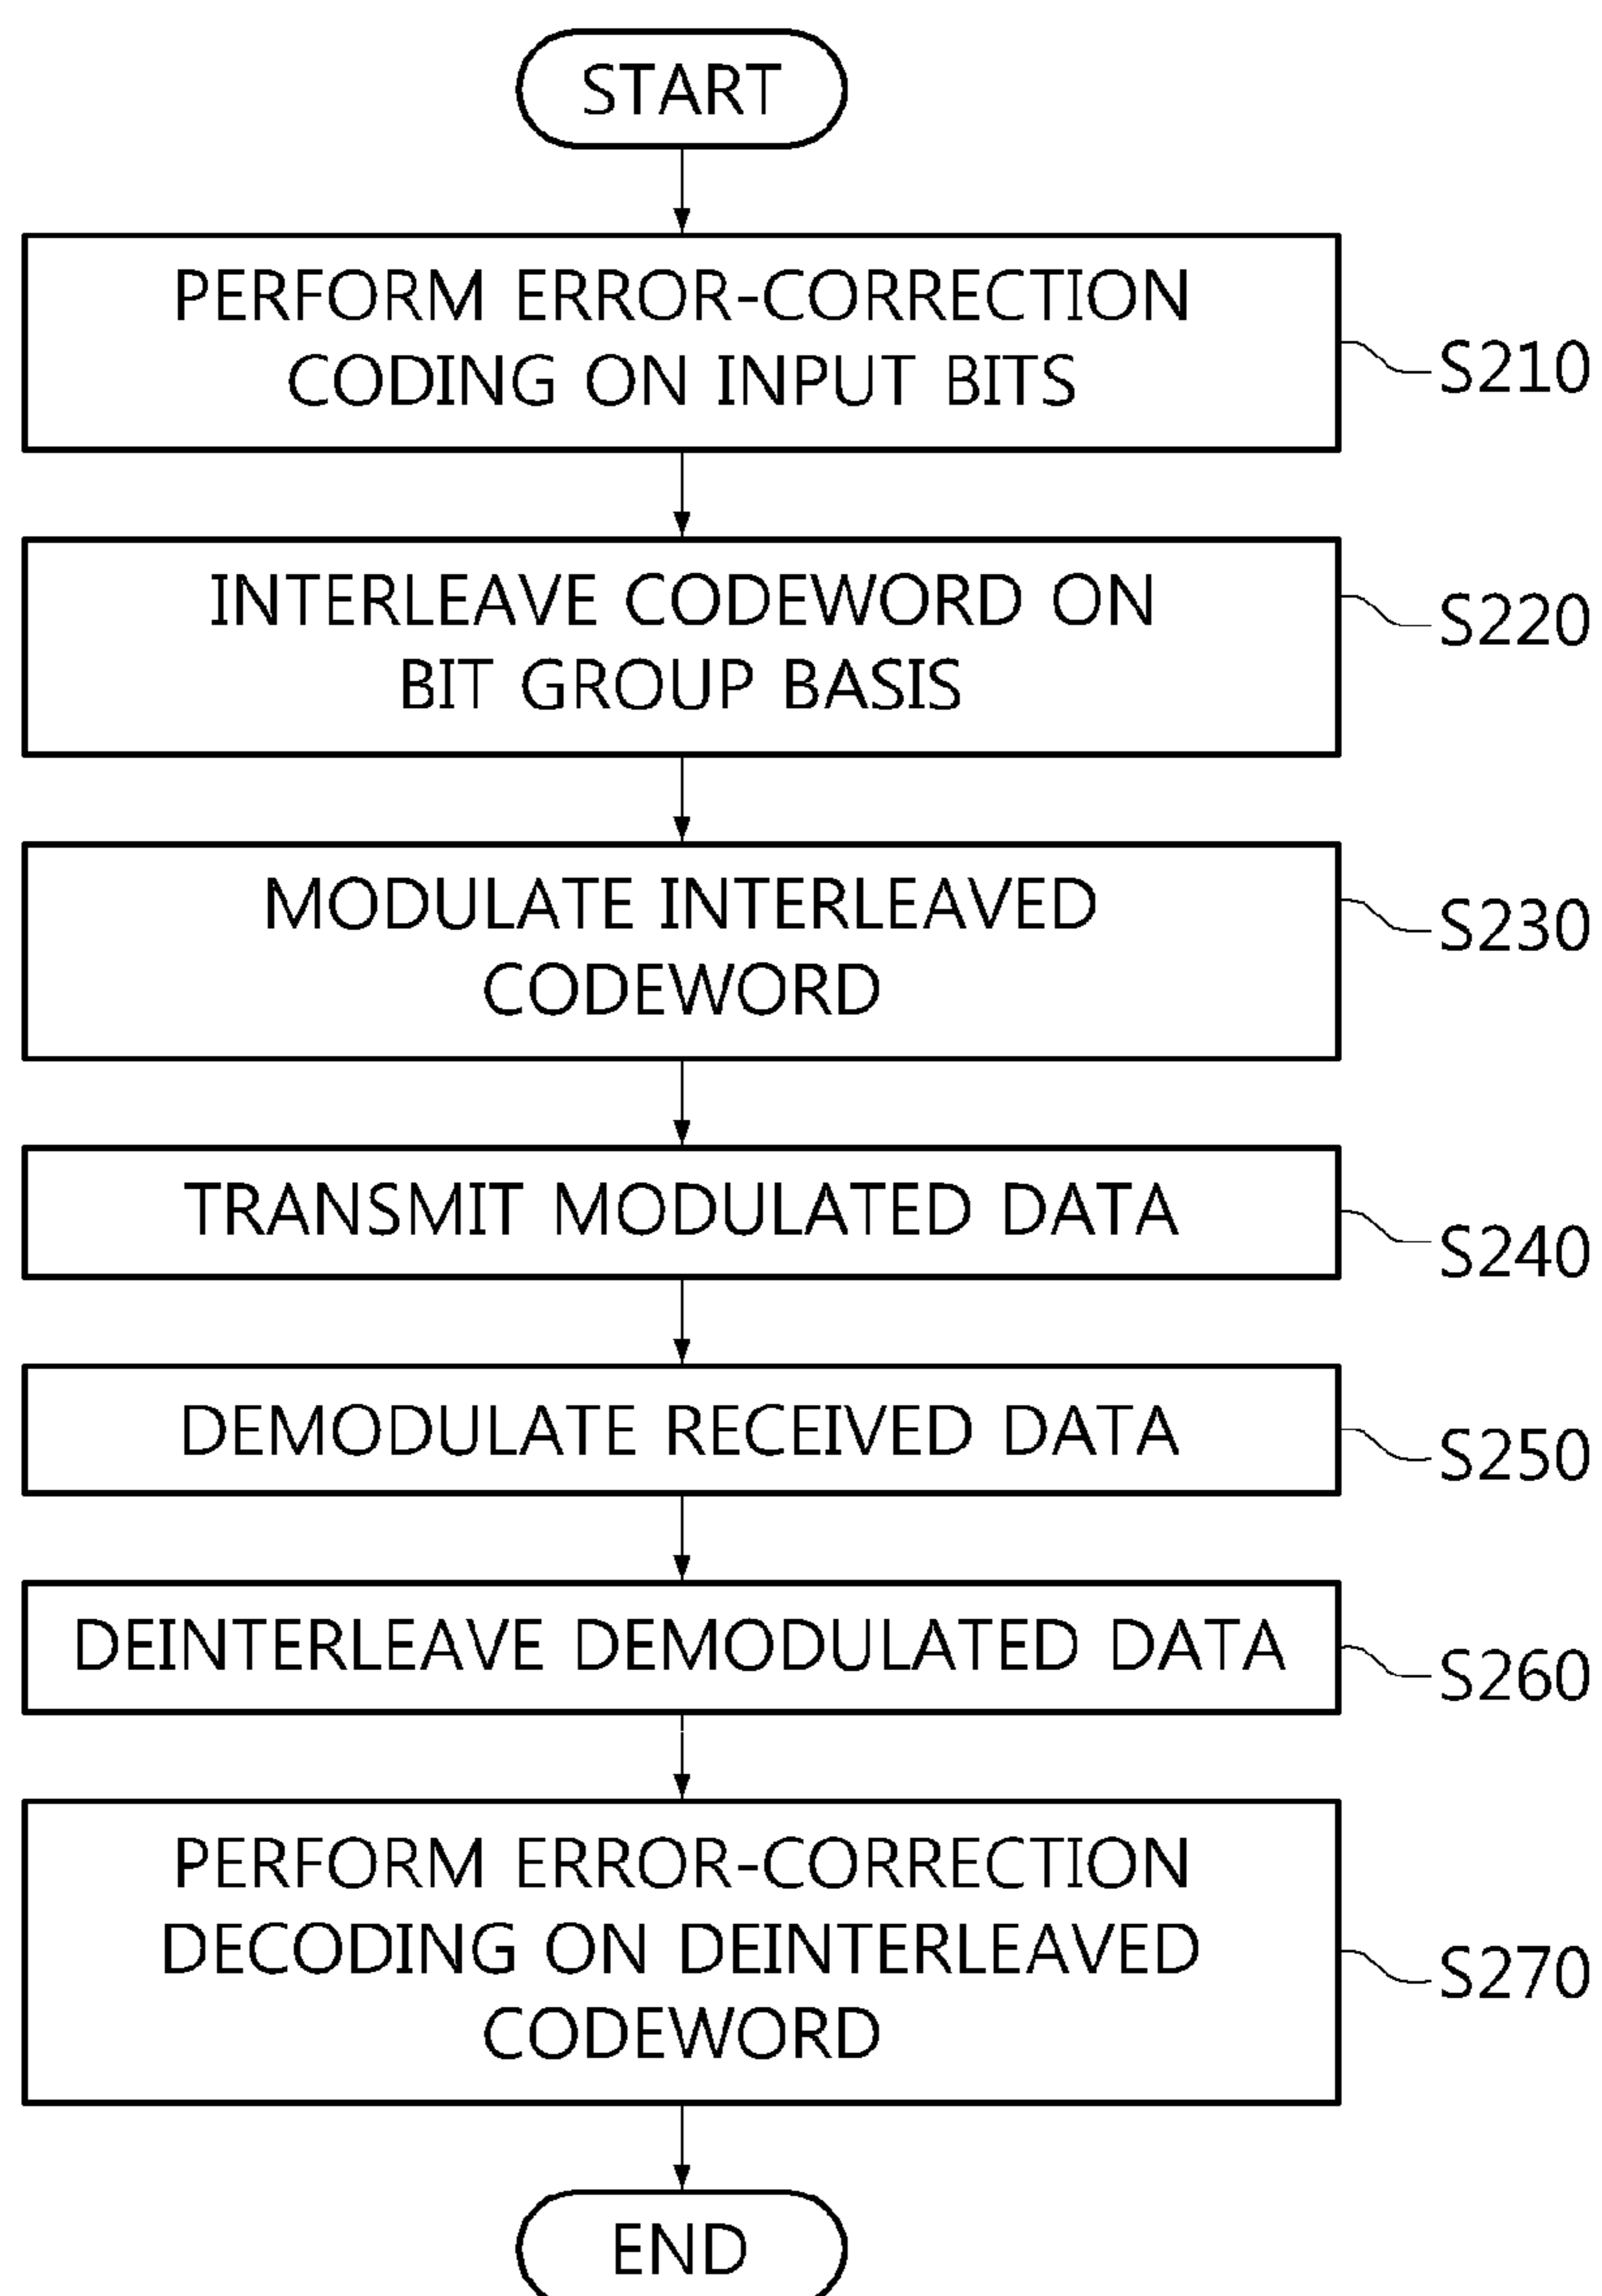 START
PERFORM ERROR-CORRECTION
CODING ON INPUT BITS
S210
INTERLEAVE CODEWORD ON
BIT GROUP BASIS
S220
MODULATE INTERLEAVED
CODEWORD
S230
TRANSMIT MODULATED DATA
S240
DEMODULATE RECEIVED DATA
S250
DEINTERLEAVE DEMODULATED DATA
S260
PERFORM ERROR-CORRECTION
DECODING ON DEINTERLEAVED
CODEWORD
S270
END